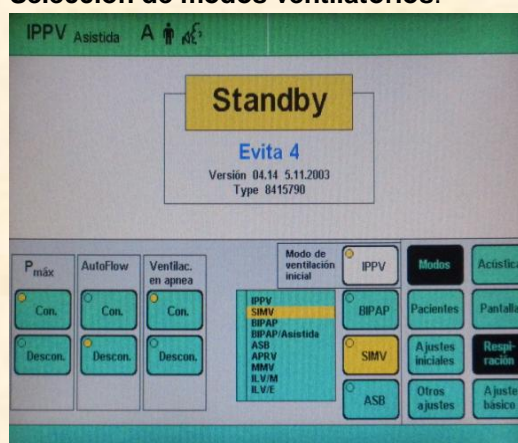 Selección de modos ventilatorios.
IPPV Asistida A
Standby
Evita 4
Versión 04.14 5.11.2003
Type 8415790
Pmáx
AutoFlow
Ventilac.
en apnea
Con.
Con.
Con.
Descon.
Descon.
Descon.
Modo de
ventilación
inicial
IPPV
SIMV
BIPAP
BIPAP/Asistida
ASB
APRV
MMV
ILV/M
ILV/E
IPPV
BIPAP
SIMV
ASB
Modos
Acústica
Pacientes
Pantalla
Ajustes
iniciales
Respi-
ración
Otros
ajustes
Ajuste
básico